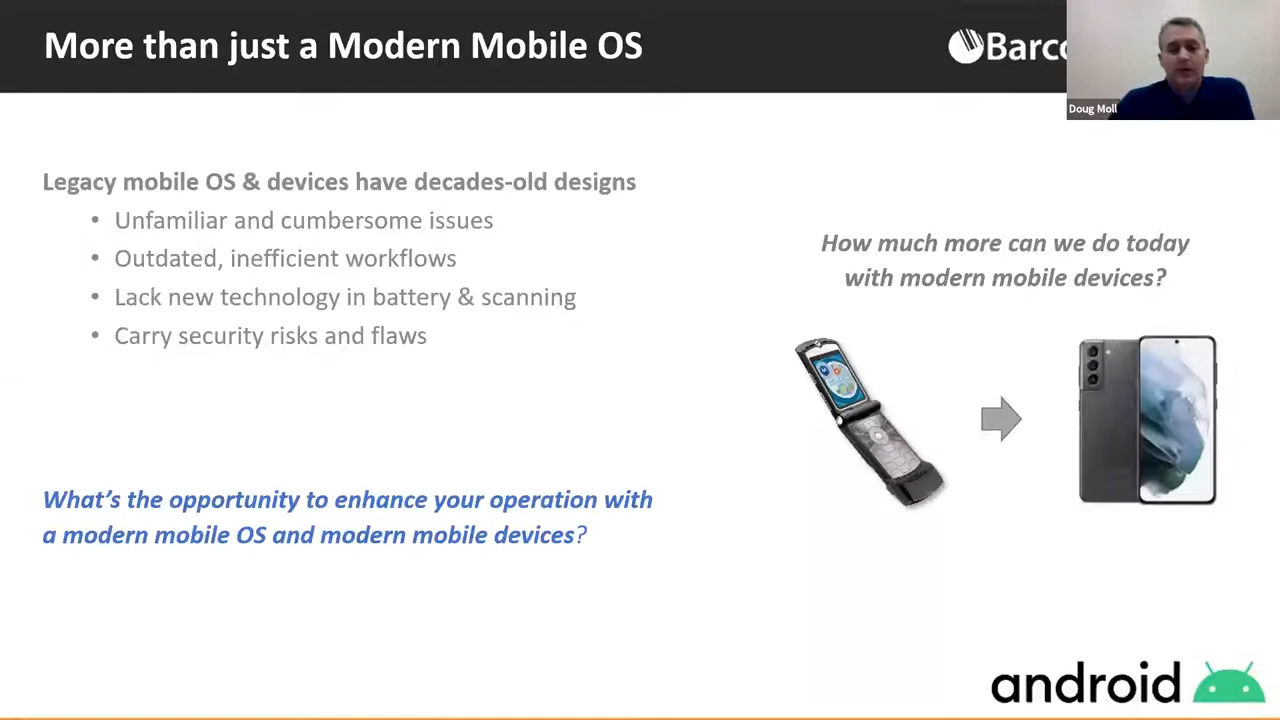 More than just a Modern Mobile OS
Doug Moll
Legacy mobile OS & devices have decades-old designs
• Unfamiliar and cumbersome issues
• Outdated, inefficient workflows
• Lack new technology in battery & scanning
• Carry security risks and flaws
How much more can we do today
with modern mobile devices?
What's the opportunity to enhance your operation with
a modern mobile OS and modern mobile devices?
android